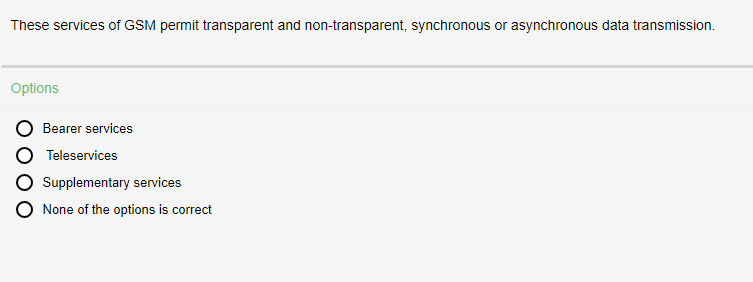 These services of GSM permit transparent and non-transparent, synchronous or asynchronous data transmission.
Options
Bearer services
Teleservices
Supplementary services
None of the options is correct